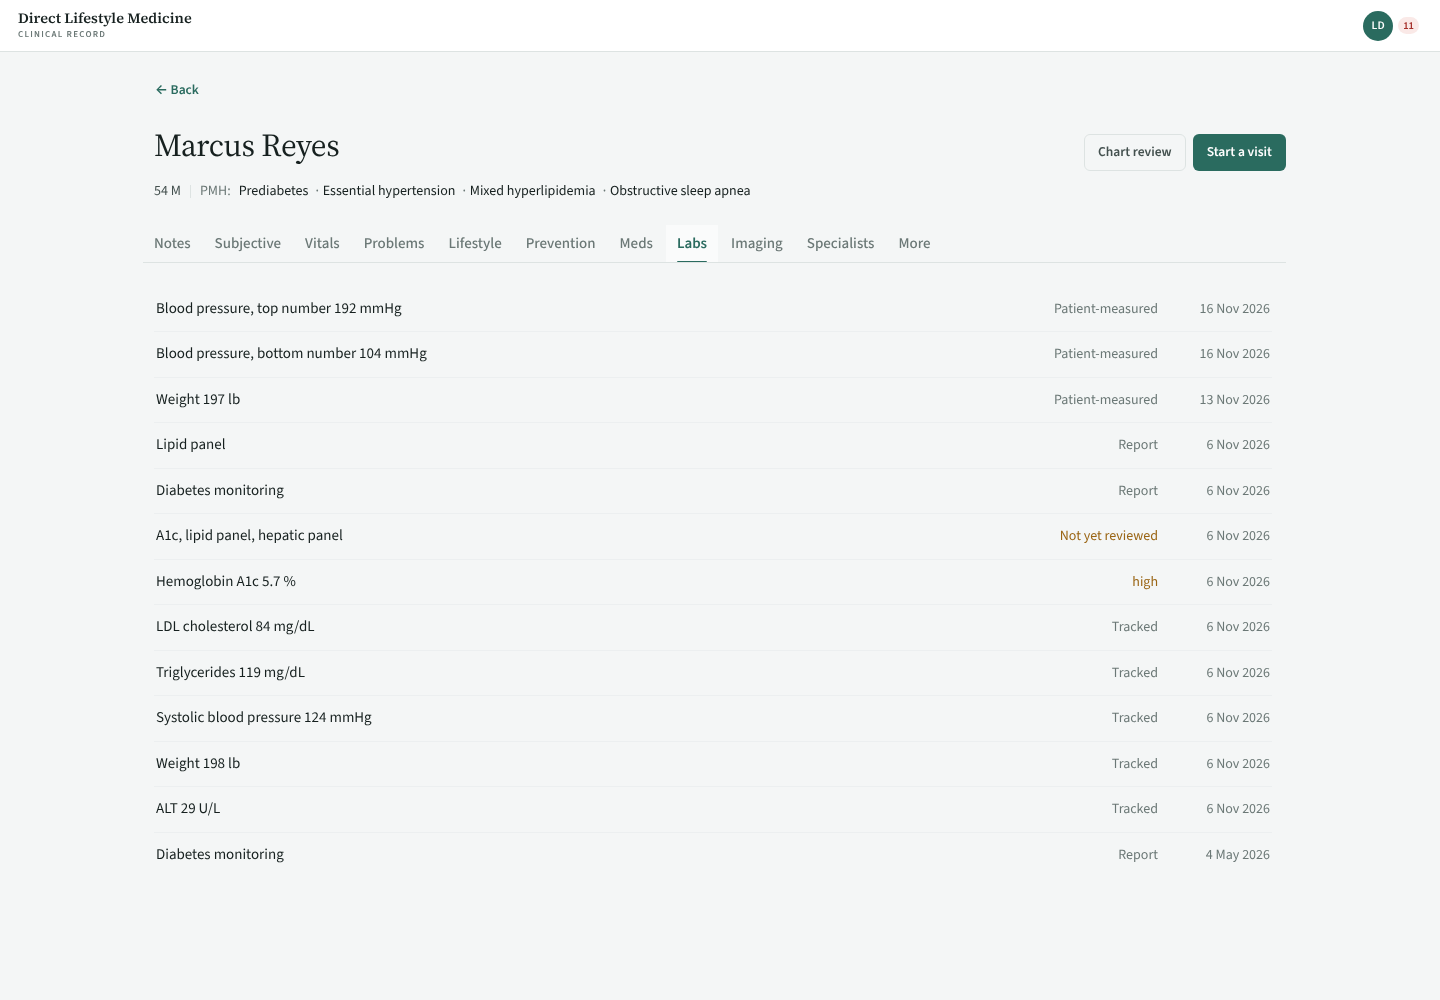 Direct Lifestyle Medicine
CLINICAL RECORD
LD 11
← Back
Marcus Reyes
Chart review Start a visit
54 M PMH: Prediabetes · Essential hypertension · Mixed hyperlipidemia · Obstructive sleep apnea
Notes Subjective Vitals Problems Lifestyle Prevention Meds Labs Imaging Specialists More
Blood pressure, top number 192 mmHg Patient-measured 16 Nov 2026
Blood pressure, bottom number 104 mmHg Patient-measured 16 Nov 2026
Weight 197 lb Patient-measured 13 Nov 2026
Lipid panel Report 6 Nov 2026
Diabetes monitoring Report 6 Nov 2026
A1c, lipid panel, hepatic panel Not yet reviewed 6 Nov 2026
Hemoglobin A1c 5.7 % high 6 Nov 2026
LDL cholesterol 84 mg/dL Tracked 6 Nov 2026
Triglycerides 119 mg/dL Tracked 6 Nov 2026
Systolic blood pressure 124 mmHg Tracked 6 Nov 2026
Weight 198 lb Tracked 6 Nov 2026
ALT 29 U/L Tracked 6 Nov 2026
Diabetes monitoring Report 4 May 2026